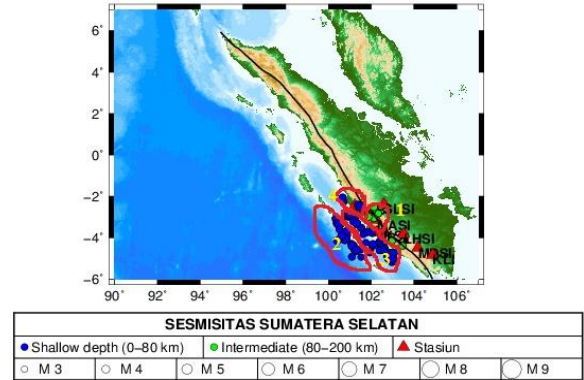 6°
4°
2°
0°
−2°
−4°
−6°
4
1
2
3
MASI
90° 92° 94° 96° 98° 100° 102° 104° 106°
SESMISITAS SUMATERA SELATAN
Shallow depth (0–80 km) Intermediate (80–200 km) Stasiun
M 3 M 4 M 5 M 6 M 7 M 8 M 9